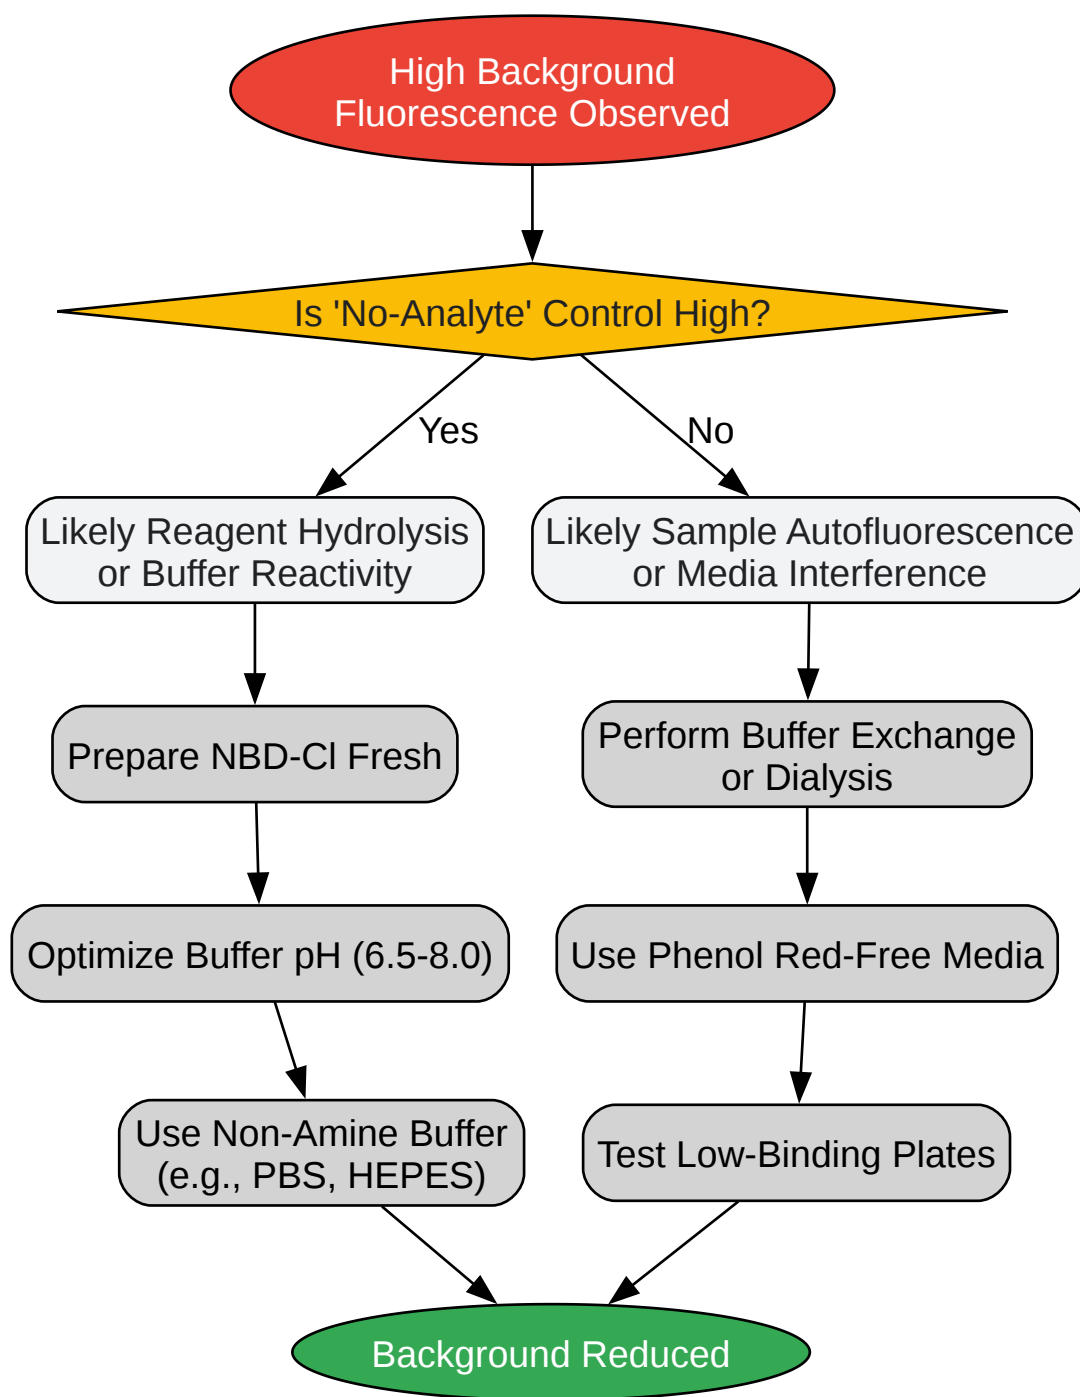 High Background
Fluorescence Observed
Is 'No-Analyte' Control High?
Yes
No
Likely Reagent Hydrolysis
or Buffer Reactivity
Likely Sample Autofluorescence
or Media Interference
Prepare NBD-Cl Fresh
Perform Buffer Exchange
or Dialysis
Optimize Buffer pH (6.5-8.0)
Use Phenol Red-Free Media
Use Non-Amine Buffer
(e.g., PBS, HEPES)
Test Low-Binding Plates
Background Reduced